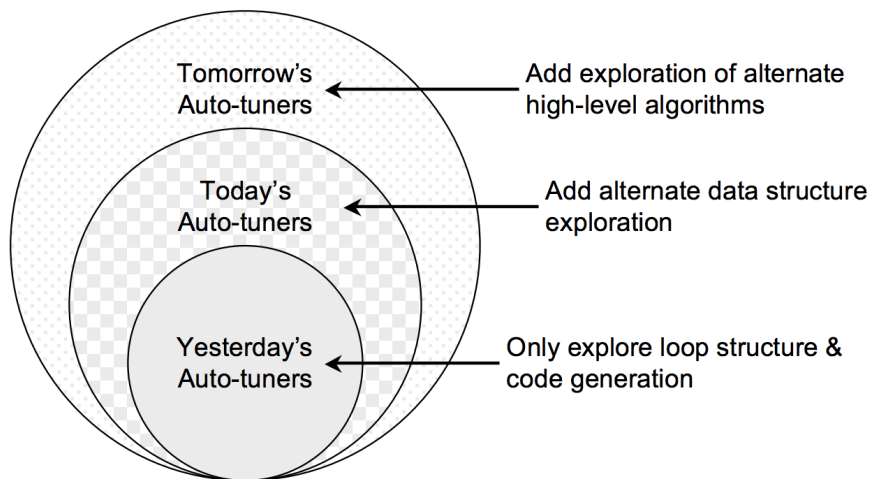 Tomorrow's
Auto-tuners
Add exploration of alternate
high-level algorithms
Today's
Auto-tuners
Add alternate data structure
exploration
Yesterday's
Auto-tuners
Only explore loop structure &
code generation